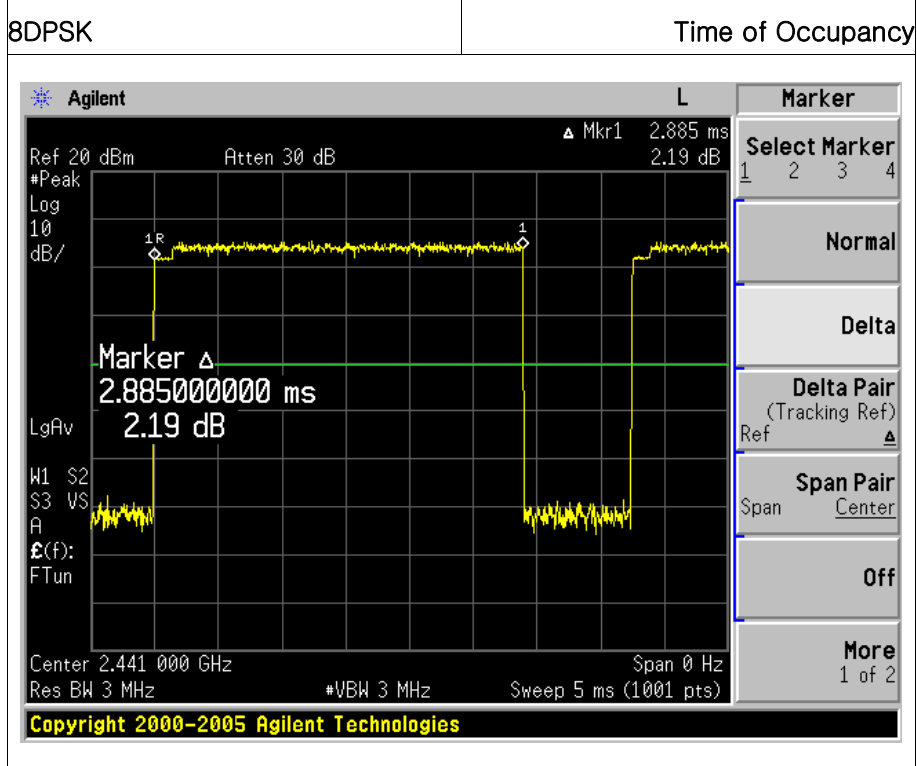 8DPSK Time of Occupancy
Agilent L Marker
Δ Mkr1 2.885 ms
Ref 20 dBm Atten 30 dB 2.19 dB
#Peak
Log
10
dB/
1R
1
Marker Δ
2.885000000 ms
2.19 dB
LgAv
W1 S2
S3 VS
A
£(f):
FTun
Center 2.441 000 GHz Span 0 Hz
Res BW 3 MHz #VBW 3 MHz Sweep 5 ms (1001 pts)
Copyright 2000-2005 Agilent Technologies
Select Marker
1 2 3 4
Normal
Delta
Delta Pair
(Tracking Ref)
Ref Δ
Span Pair
Span Center
Off
More
1 of 2